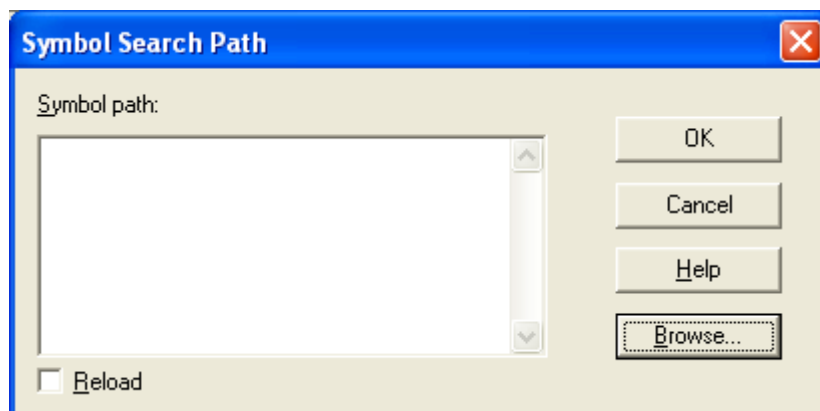 Symbol Search Path
Symbol path:
OK
Cancel
Help
Browse...
Reload